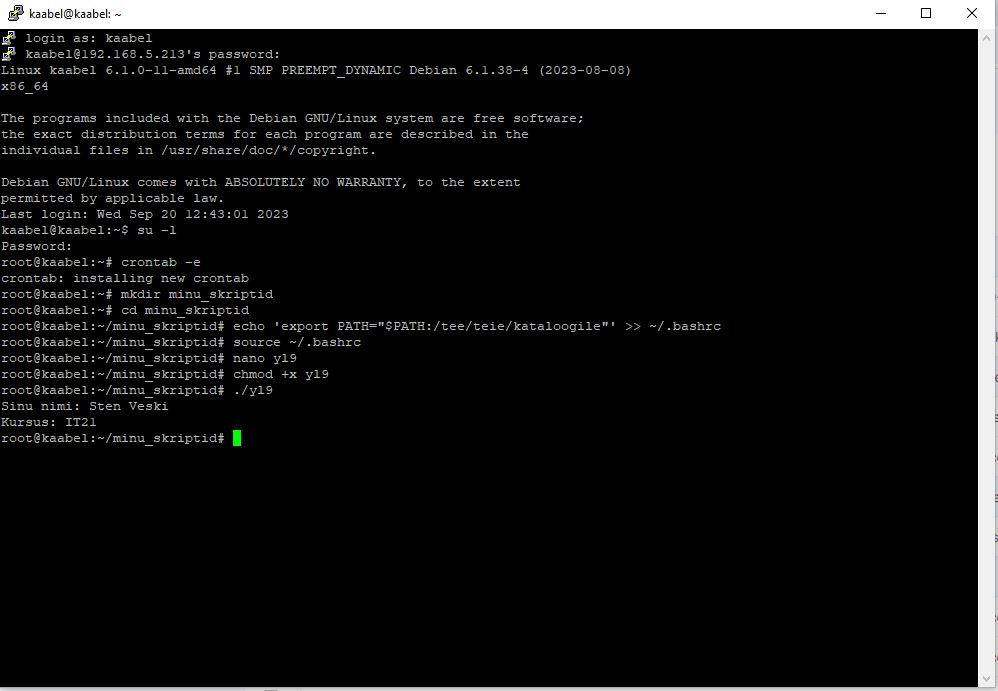 kaabel@kaabel: ~
login as: kaabel
kaabel@192.168.5.213's password:
Linux kaabel 6.1.0-11-amd64 #1 SMP PREEMPT_DYNAMIC Debian 6.1.38-4 (2023-08-08)
x86_64
The programs included with the Debian GNU/Linux system are free software;
the exact distribution terms for each program are described in the
individual files in /usr/share/doc/*/copyright.
Debian GNU/Linux comes with ABSOLUTELY NO WARRANTY, to the extent
permitted by applicable law.
Last login: Wed Sep 20 12:43:01 2023
kaabel@kaabel:~$ su -l
Password:
root@kaabel:~# crontab -e
crontab: installing new crontab
root@kaabel:~# mkdir minu_skriptid
root@kaabel:~# cd minu_skriptid
root@kaabel:~/minu_skriptid# echo 'export PATH="$PATH:/tee/teie/kataloogile"' >> ~/.bashrc
root@kaabel:~/minu_skriptid# source ~/.bashrc
root@kaabel:~/minu_skriptid# nano yl9
root@kaabel:~/minu_skriptid# chmod +x yl9
root@kaabel:~/minu_skriptid# ./yl9
Sinu nimi: Sten Veski
Kursus: IT21
root@kaabel:~/minu_skriptid#